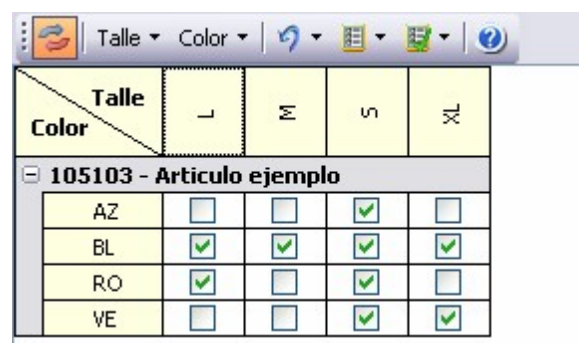 Talle Color
Talle
Color
L M S XL
105103 - Articulo ejemplo
AZ
BL
RO
VE